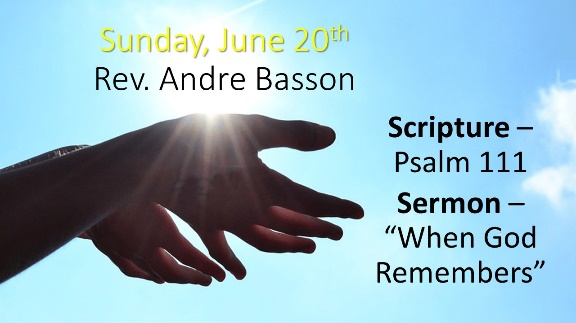 Sunday, June 20th
Rev. Andre Basson
Scripture –
Psalm 111
Sermon –
“When God
Remembers”